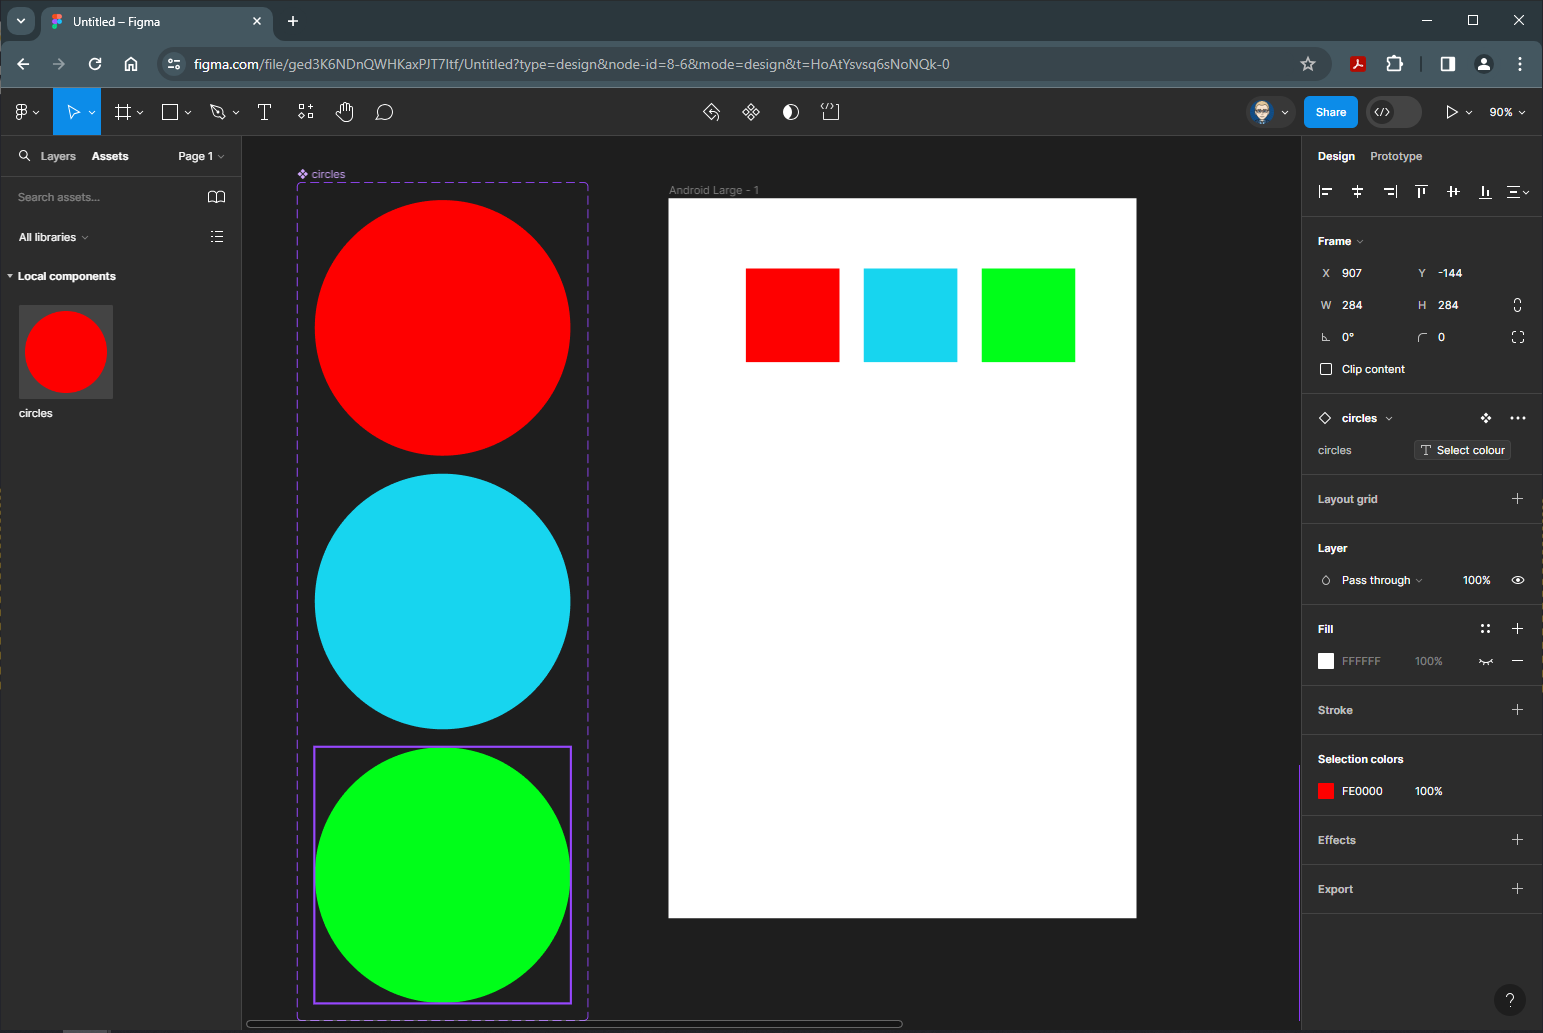 Untitled – Figma
figma.com/file/ged3K6NDnQWHKaxPJT7ltf/Untitled?type=design&node-id=8-6&mode=design&t=HoAtYsvsq6sNoNQk-0
Share
90%
Layers Assets Page 1
Search assets...
All libraries
Local components
circles
circles
Android Large - 1
Design Prototype
Frame
X 907 Y -144
W 284 H 284
0° 0
Clip content
circles
circles T Select colour
Layout grid
Layer
Pass through 100%
Fill
FFFFFF 100%
Stroke
Selection colors
FE0000 100%
Effects
Export
?